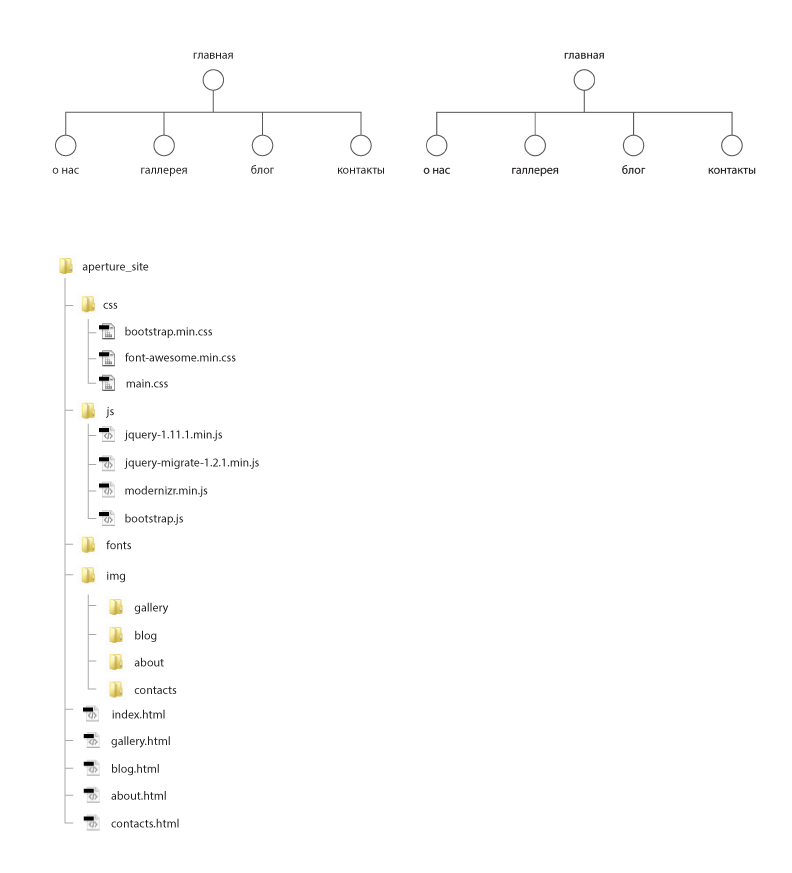 главная
о нас
галлерея
блог
контакты
главная
о нас
галлерея
блог
контакты
aperture_site
css
bootstrap.min.css
font-awesome.min.css
main.css
js
jquery-1.11.1.min.js
jquery-migrate-1.2.1.min.js
modernizr.min.js
bootstrap.js
fonts
img
gallery
blog
about
contacts
index.html
gallery.html
blog.html
about.html
contacts.html